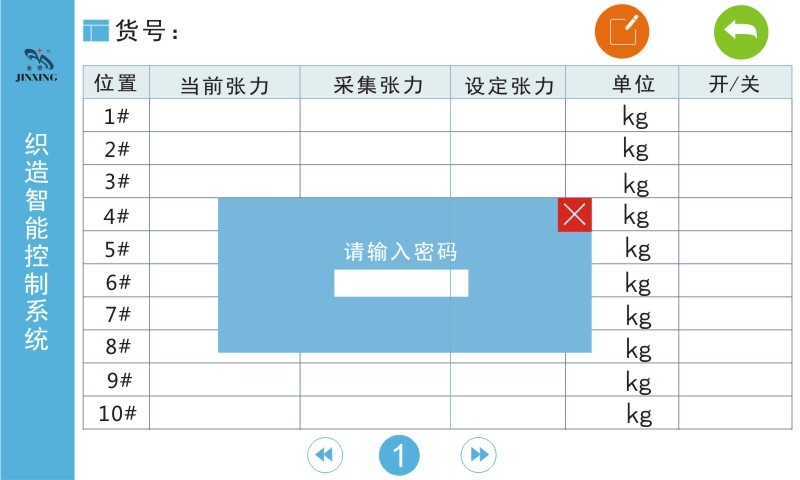 金馨
JINXING
织造智能控制系统
货号：
位置 当前张力 采集张力 设定张力 单位 开/关
1# kg
2# kg
3# kg
4# kg
5# kg
6# kg
7# kg
8# kg
9# kg
10# kg
请输入密码
1